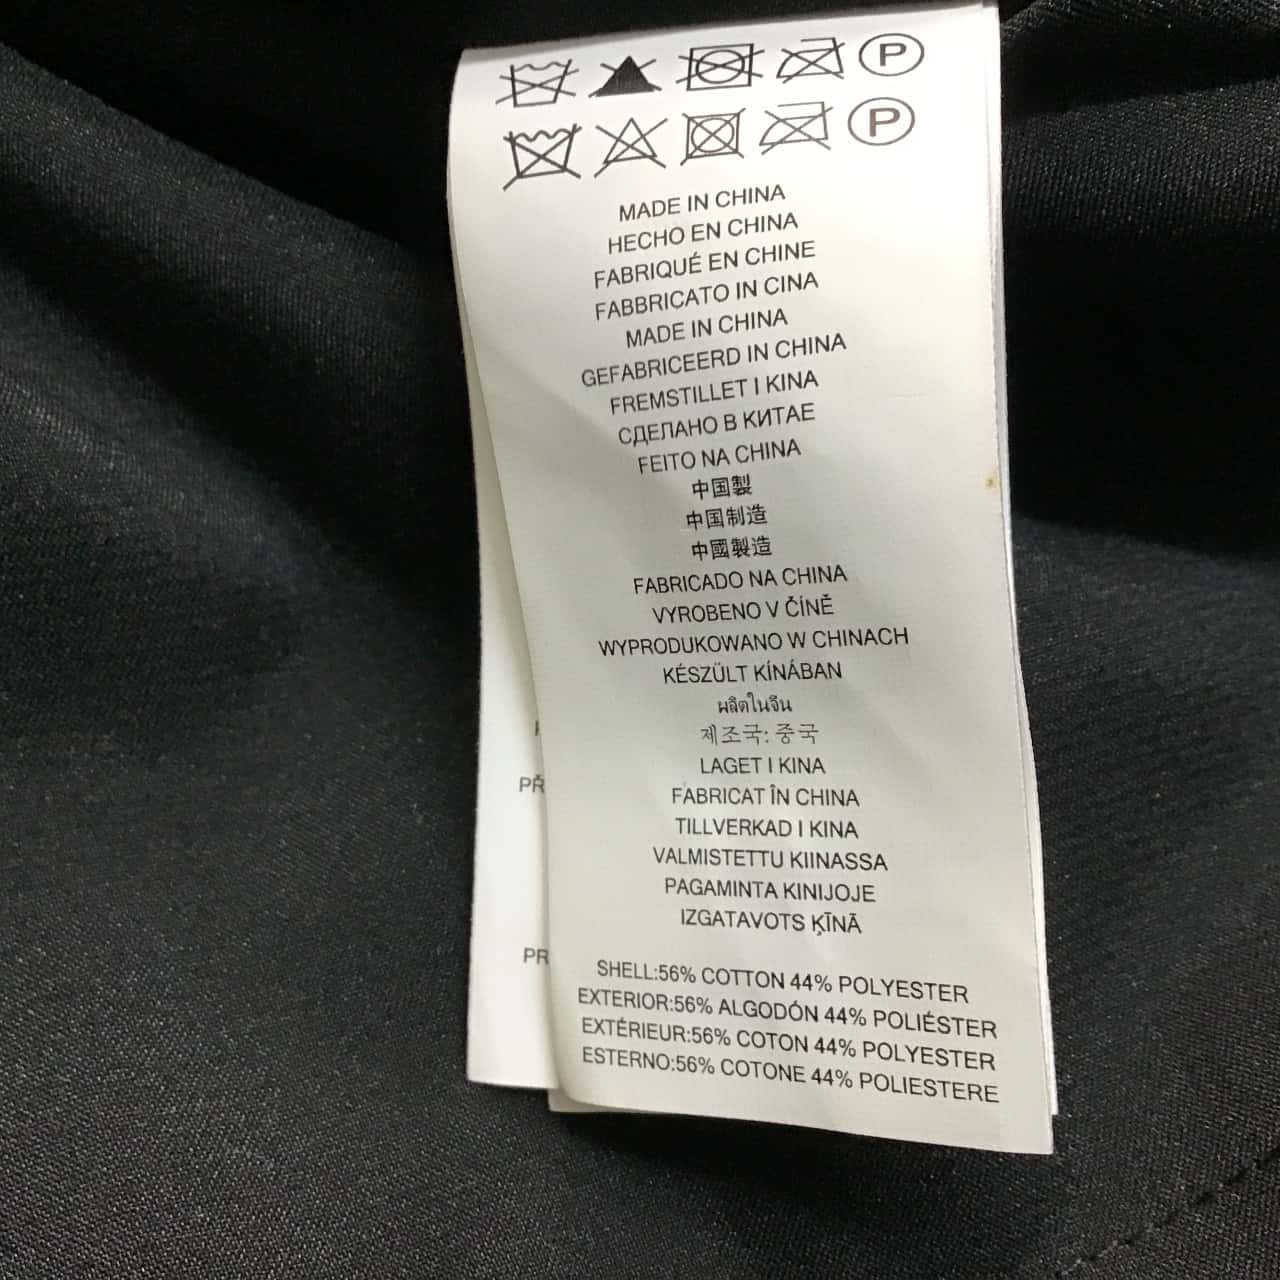 P
P
MADE IN CHINA
HECHO EN CHINA
FABRIQUÉ EN CHINE
FABBRICATO IN CINA
MADE IN CHINA
GEFABRICEERD IN CHINA
FREMSTILLET I KINA
СДЕЛАНО В КИТАЕ
FEITO NA CHINA
中国製
中国制造
中國製造
FABRICADO NA CHINA
VYROBENO V ČÍNĚ
WYPRODUKOWANO W CHINACH
KÉSZÜLT KÍNÁBAN
ผลิตในจีน
제조국: 중국
LAGET I KINA
FABRICAT ÎN CHINA
TILLVERKAD I KINA
VALMISTETTU KIINASSA
PAGAMINTA KINIJOJE
IZGATAVOTS ĶĪNĀ
SHELL:56% COTTON 44% POLYESTER
EXTERIOR:56% ALGODÓN 44% POLIÉSTER
EXTÉRIEUR:56% COTON 44% POLYESTER
ESTERNO:56% COTONE 44% POLIESTERE
PŘ
PR